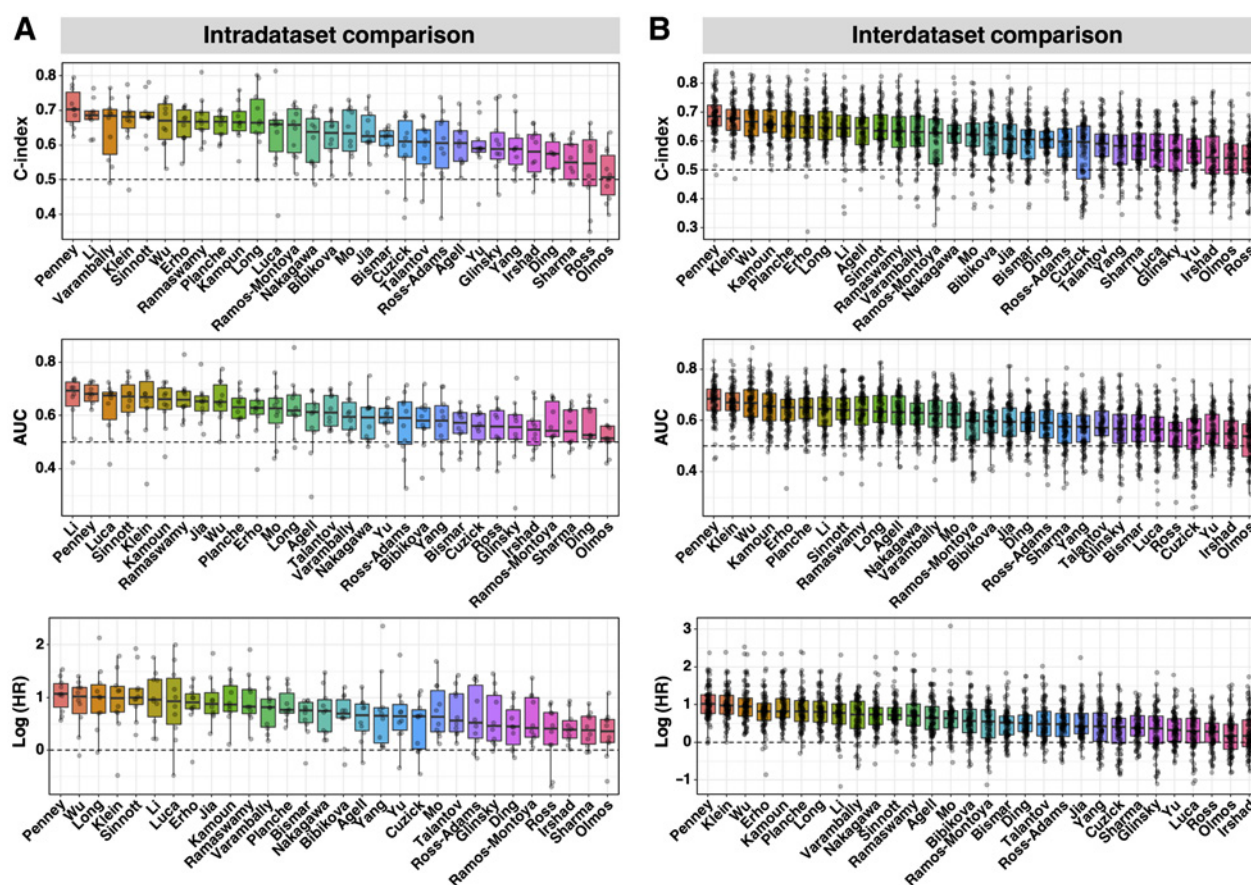 A Intradataset comparison
C-index
0.8
0.7
0.6
0.5
0.4
Penney Li Varambally Klein Sinnott Wu Erho Ramaswamy Planche Kamoun Long Luca Ramos-Montoya Nakagawa Bibikova Mo Jia Bismar Cuzick Talantov Ross-Adams Agell Yu Glinsky Yang Irshad Ding Sharma Ross Olmos
AUC
0.8
0.6
0.4
Li Penney Luca Sinnott Klein Kamoun Ramaswamy Jia Wu Planche Erho Mo Long Agell Talantov Varambally Nakagawa Yu Ross-Adams Bibikova Yang Bismar Cuzick Ross Glinsky Irshad Ramos-Montoya Sharma Ding Olmos
Log (HR)
2
1
0
Penney Wu Long Klein Sinnott Li Luca Erho Jia Kamoun Ramaswamy Varambally Planche Bismar Nakagawa Bibikova Agell Yang Yu Cuzick Mo Talantov Ross-Adams Glinsky Ding Ramos-Montoya Ross Irshad Sharma Olmos
B Interdataset comparison
C-index
0.8
0.7
0.6
0.5
0.4
0.3
Penney Klein Wu Kamoun Planche Erho Long Li Agell Sinnott Ramaswamy Varambally Ramos-Montoya Nakagawa Mo Bibikova Jia Bismar Ding Ross-Adams Cuzick Talantov Yang Sharma Luca Glinsky Yu Irshad Olmos Ross
AUC
0.8
0.6
0.4
Penney Klein Wu Kamoun Erho Planche Li Sinnott Ramaswamy Long Agell Nakagawa Varambally Mo Ramos-Montoya Bibikova Jia Ding Ross-Adams Sharma Yang Talantov Glinsky Bismar Luca Ross Cuzick Yu Irshad Olmos
Log (HR)
3
2
1
0
−1
Penney Klein Wu Erho Kamoun Planche Long Li Varambally Nakagawa Sinnott Ramaswamy Agell Mo Bibikova Ramos-Montoya Bismar Ding Talantov Ross-Adams Jia Yang Cuzick Sharma Glinsky Yu Luca Ross Olmos Irshad